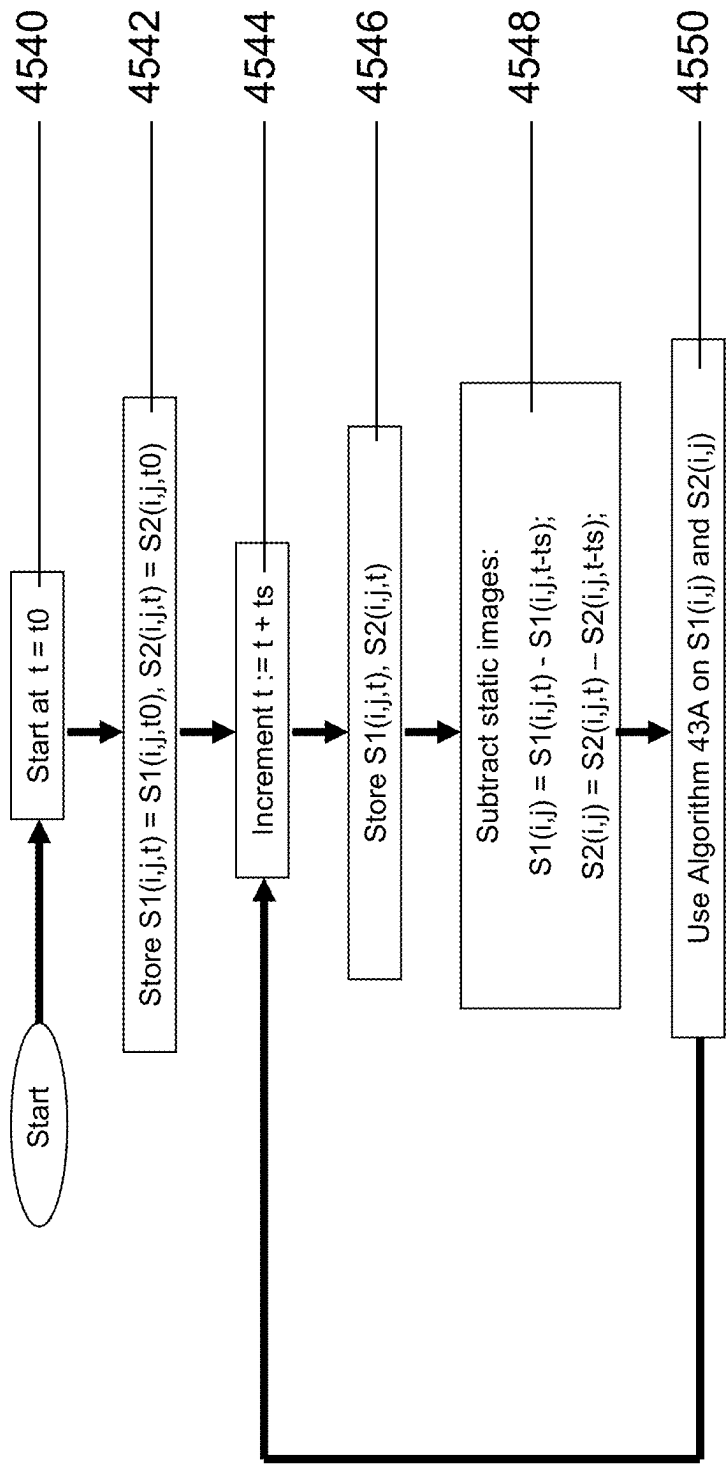 Start
Start at t = t0
4540
Store S1(i,j,t) = S1(i,j,t0), S2(i,j,t) = S2(i,j,t0)
4542
Increment t := t + ts
4544
Store S1(i,j,t), S2(i,j,t)
4546
Subtract static images:
S1(i,j) = S1(i,j,t) - S1(i,j,t-ts);
S2(i,j) = S2(i,j,t) – S2(i,j,t-ts);
4548
Use Algorithm 43A on S1(i,j) and S2(i,j)
4550